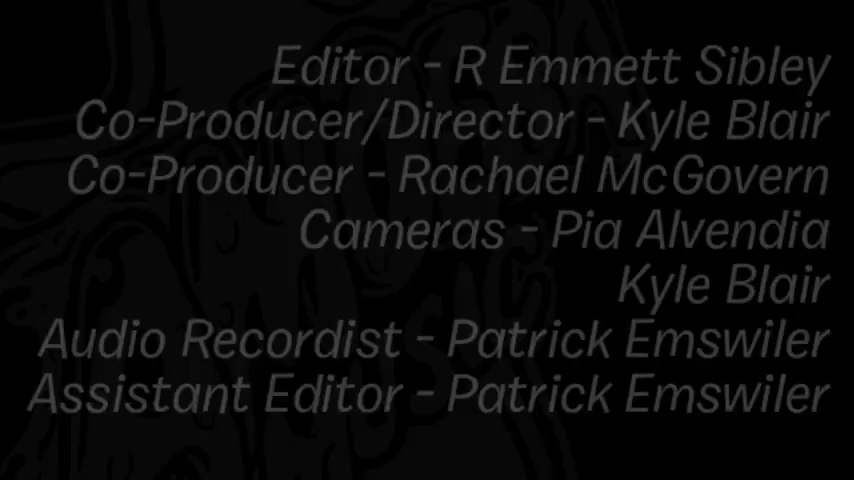 Editor - R Emmett Sibley
Co-Producer/Director - Kyle Blair
Co-Producer - Rachael McGovern
Cameras - Pia Alvendia
Kyle Blair
Audio Recordist - Patrick Emswiler
Assistant Editor - Patrick Emswiler